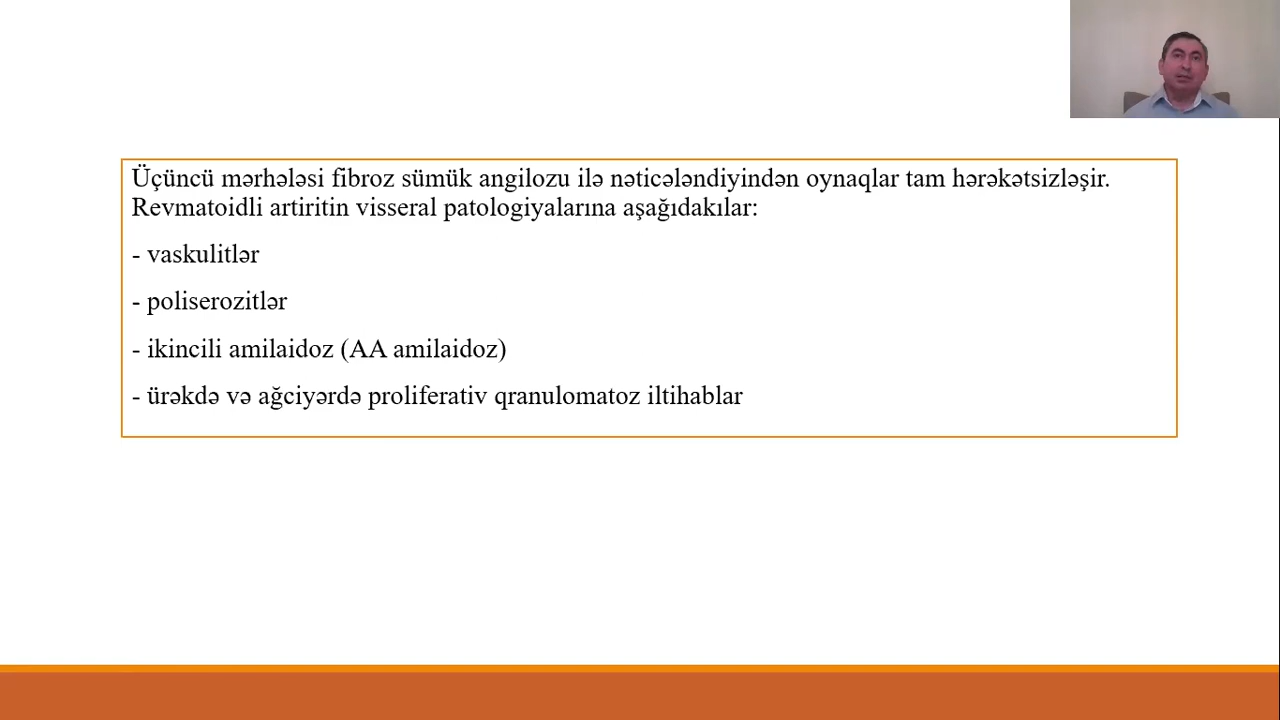 Üçüncü mərhələsi fibroz sümük angilozu ilə nəticələndiyindən oynaqlar tam hərəkətsizləşir.
Revmatoidli artiritin visseral patologiyalarına aşağıdakılar:
- vaskulitlər
- poliserozitlər
- ikincili amilaidoz (AA amilaidoz)
- ürəkdə və ağciyərdə proliferativ qranulomatoz iltihablar